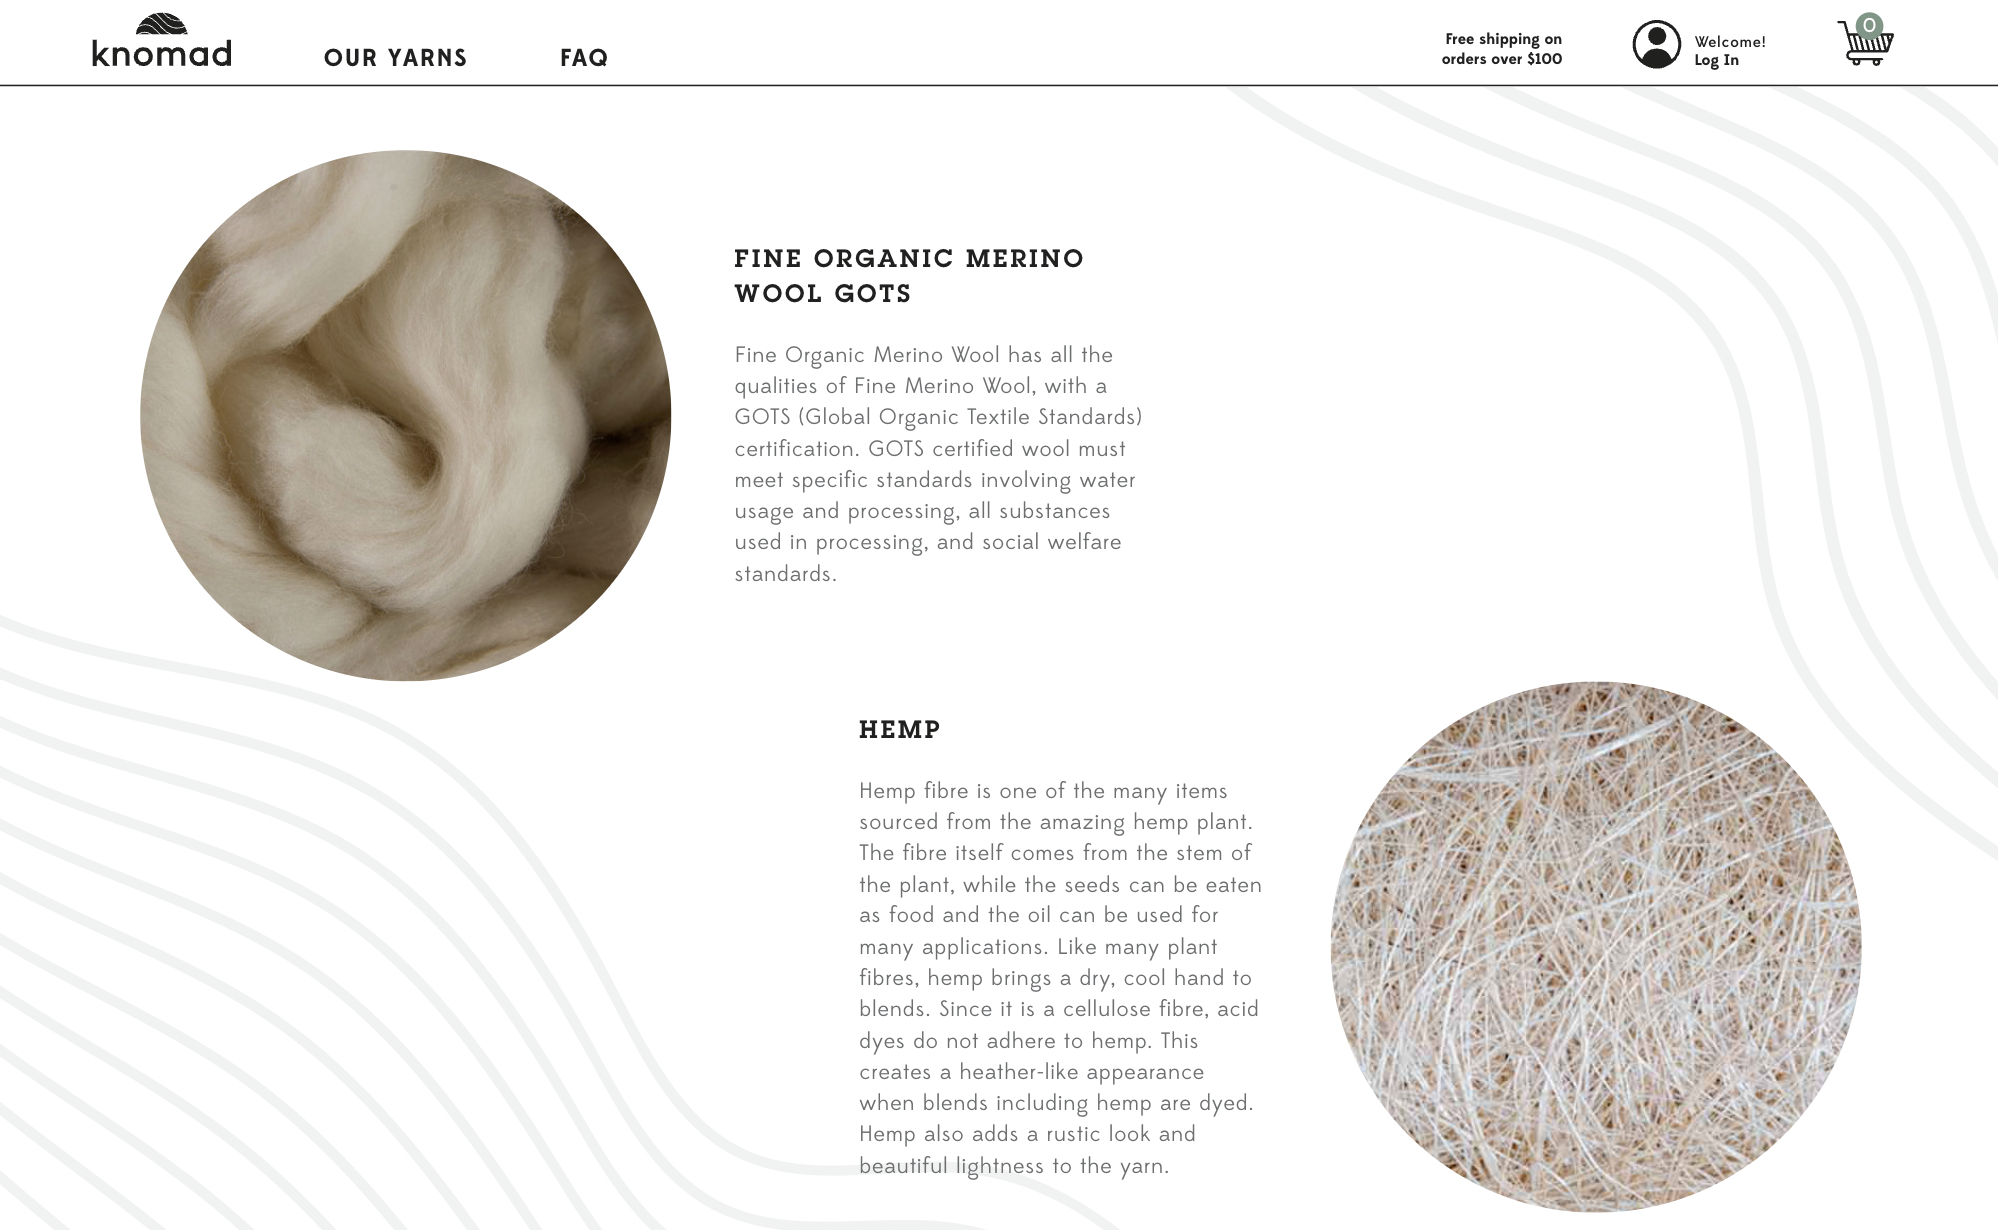 knomad
OUR YARNS
FAQ
Free shipping on
orders over $100
Welcome!
Log In
0
FINE ORGANIC MERINO
WOOL GOTS
Fine Organic Merino Wool has all the
qualities of Fine Merino Wool, with a
GOTS (Global Organic Textile Standards)
certification. GOTS certified wool must
meet specific standards involving water
usage and processing, all substances
used in processing, and social welfare
standards.
HEMP
Hemp fibre is one of the many items
sourced from the amazing hemp plant.
The fibre itself comes from the stem of
the plant, while the seeds can be eaten
as food and the oil can be used for
many applications. Like many plant
fibres, hemp brings a dry, cool hand to
blends. Since it is a cellulose fibre, acid
dyes do not adhere to hemp. This
creates a heather-like appearance
when blends including hemp are dyed.
Hemp also adds a rustic look and
beautiful lightness to the yarn.